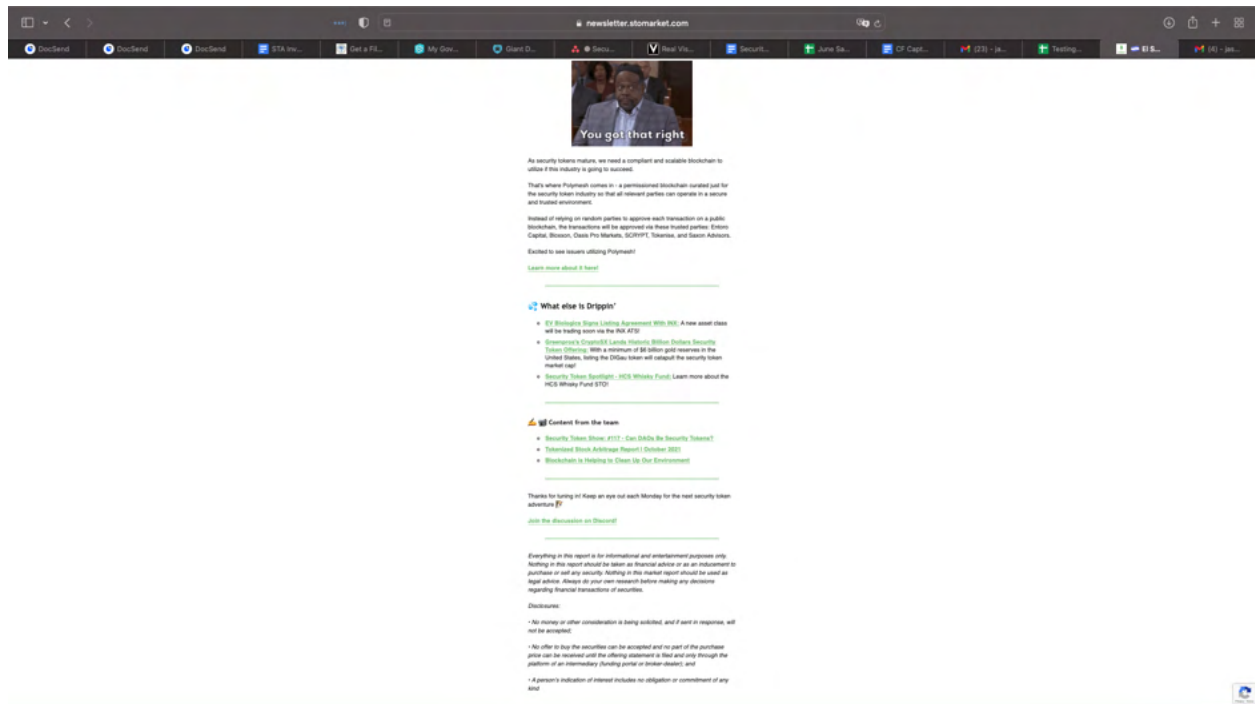 newsletter.stomarket.com
DocSend
DocSend
DocSend
STA Inv...
Get a Fil...
My Gov...
Giant D...
Secu...
Real Vis...
Securit...
June Sa...
CF Capt...
(23) - ja...
Testing...
El S...
(4) - jas...
You got that right
As security tokens mature, we need a compliant and scalable blockchain to
utilize if this industry is going to succeed.
That's where Polymesh comes in - a permissioned blockchain curated just for
the security token industry so that all relevant parties can operate in a secure
and trusted environment.
Instead of relying on random parties to approve each transaction on a public
blockchain, the transactions will be approved via these trusted parties: Entoro
Capital, Blosson, Oasis Pro Markets, SCRYPT, Tokenise, and Saxon Advisors.
Excited to see issuers utilizing Polymesh!
Learn more about it here!
What else is Drippin'
EV Biologics Signs Listing Agreement With INX: A new asset class
will be trading soon via the INX ATS!
Greenpro's CryptoSX Lands Historic Billion Dollars Security
Token Offering: With a minimum of $6 billion gold reserves in the
United States, listing the DiGau token will catapult the security token
market cap!
Security Token Spotlight - HCS Whisky Fund: Learn more about the
HCS Whisky Fund STO!
Content from the team
Security Token Show: #117 - Can DAOs Be Security Tokens?
Tokenized Stock Arbitrage Report | October 2021
Blockchain is Helping to Clean Up Our Environment
Thanks for tuning in! Keep an eye out each Monday for the next security token
adventure
Join the discussion on Discord!
Everything in this report is for informational and entertainment purposes only.
Nothing in this report should be taken as financial advice or as an inducement to
purchase or sell any security. Nothing in this market report should be used as
legal advice. Always do your own research before making any decisions
regarding financial transactions of securities.
Disclosures:
• No money or other consideration is being solicited, and if sent in response, will
not be accepted;
• No offer to buy the securities can be accepted and no part of the purchase
price can be received until the offering statement is filed and only through the
platform of an intermediary (funding portal or broker-dealer); and
• A person's indication of interest includes no obligation or commitment of any
kind